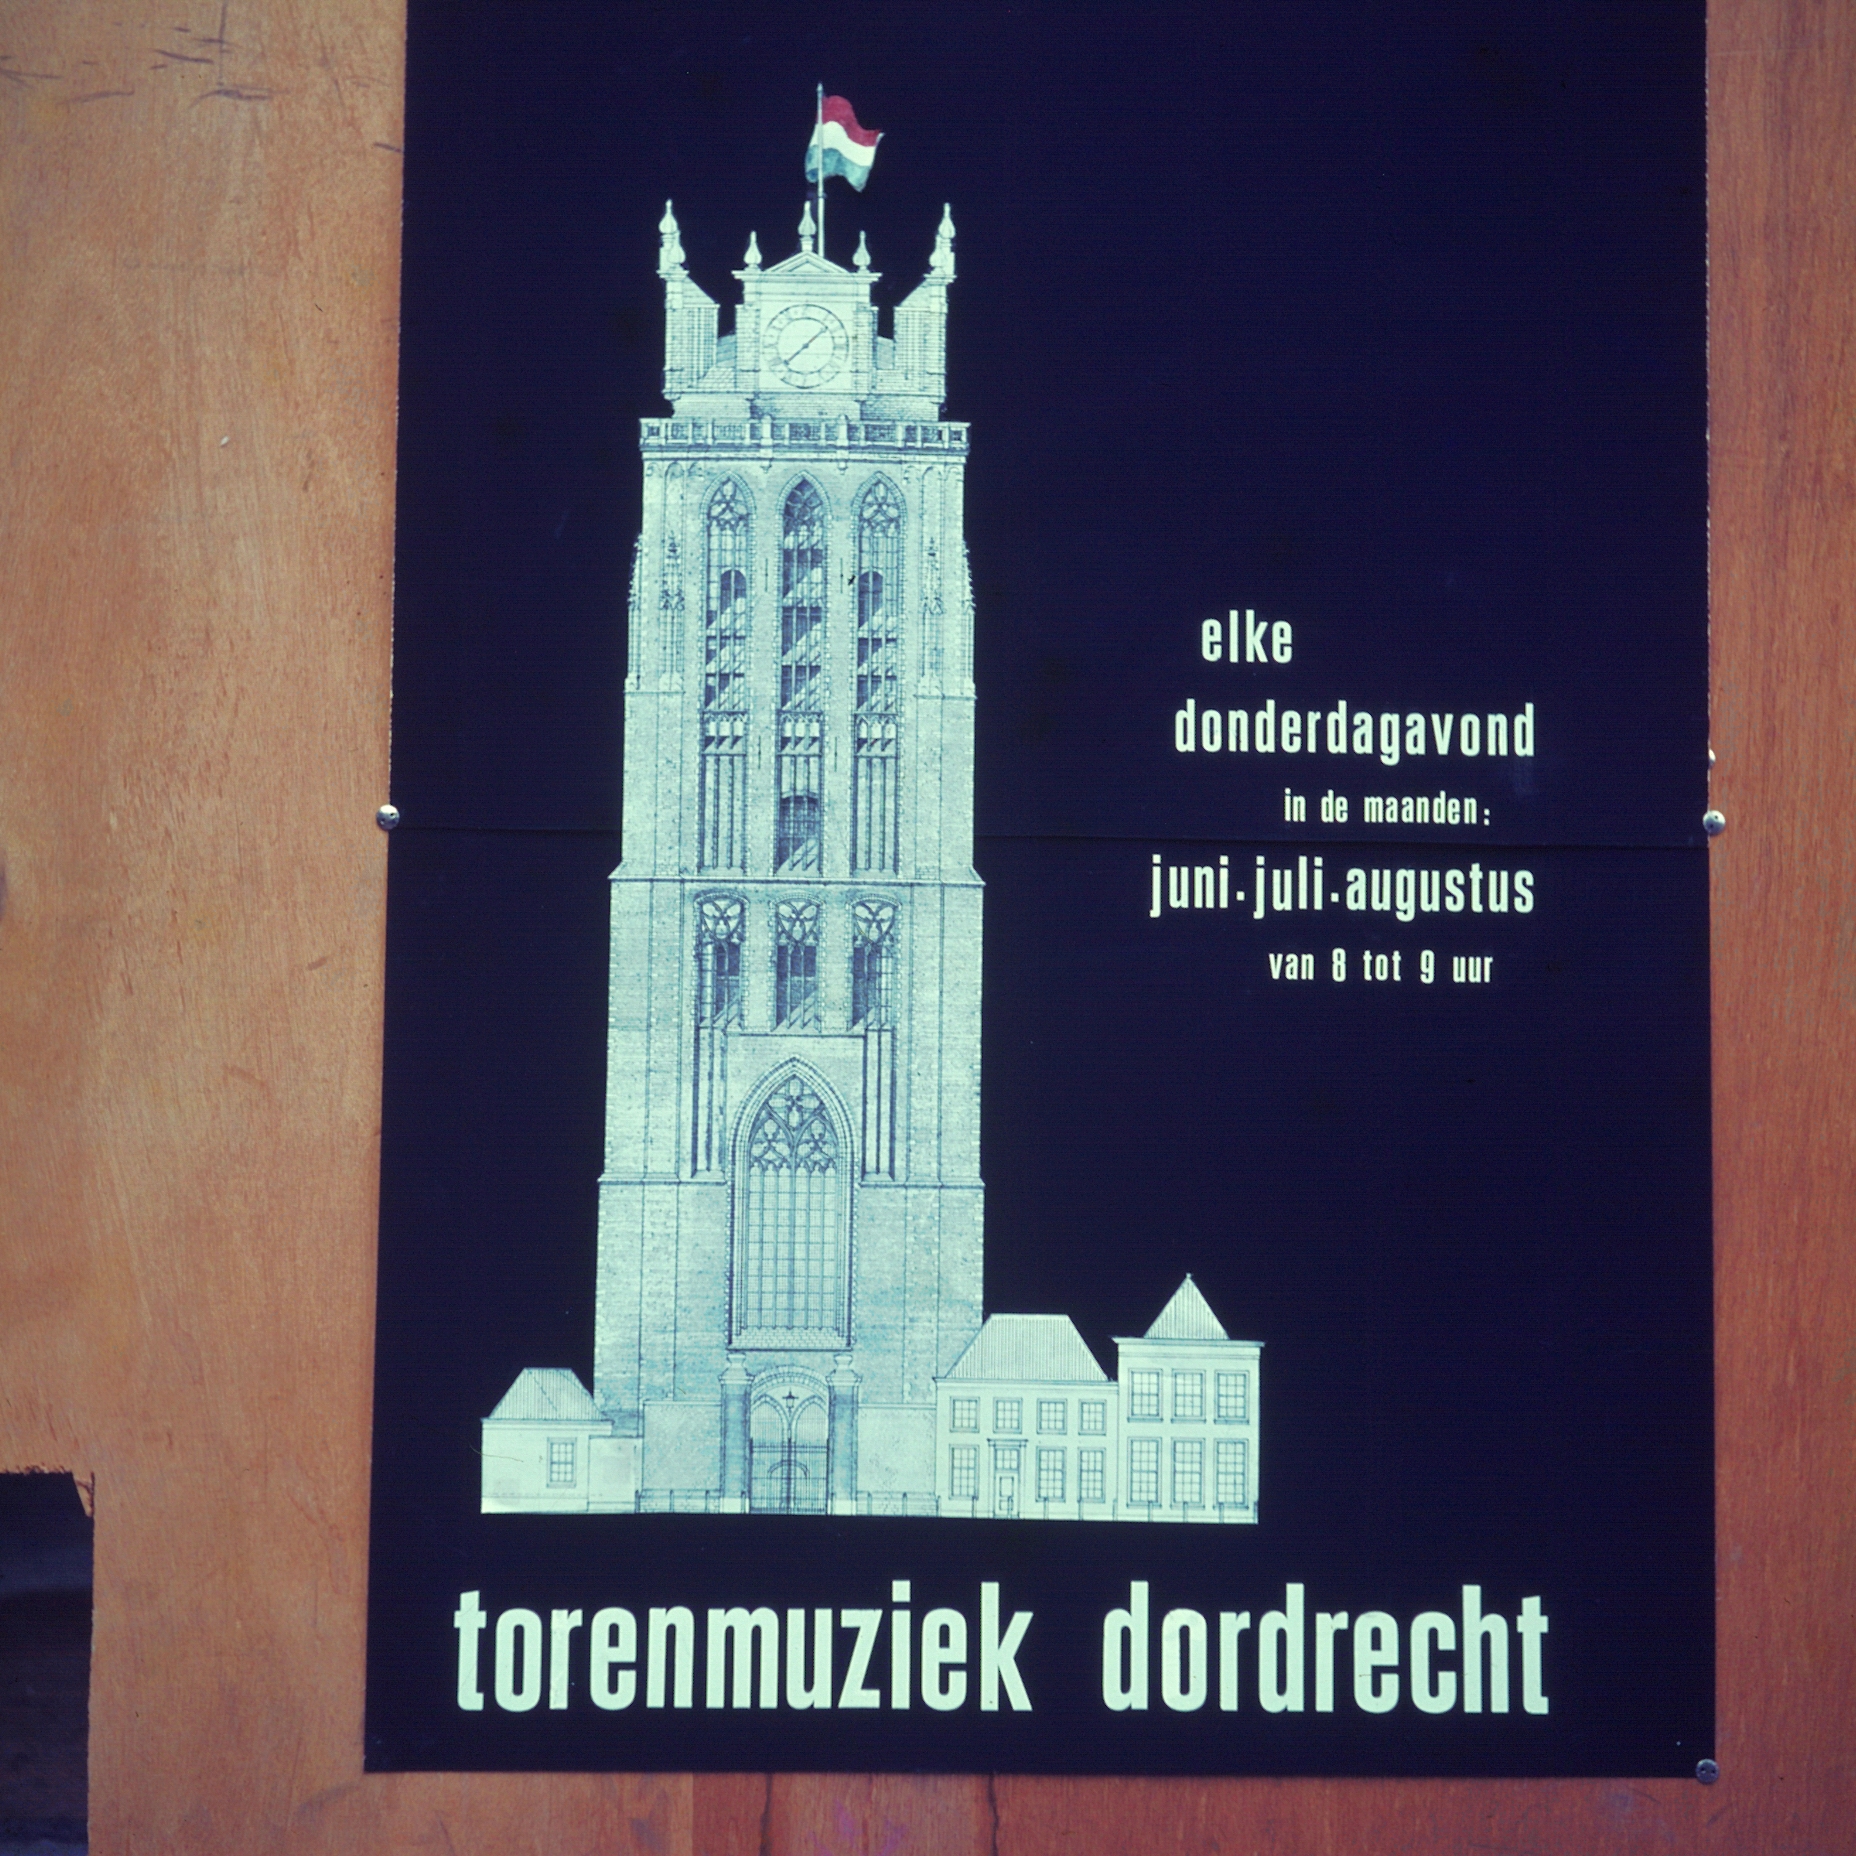 elke
donderdagavond
in de maanden:
juni·juli·augustus
van 8 tot 9 uur
torenmuziek dordrecht